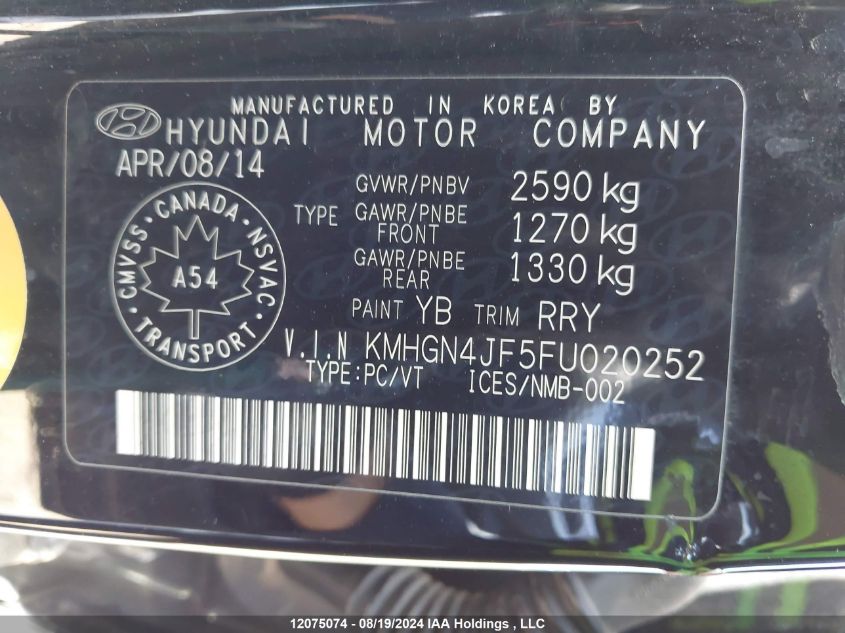 MANUFACTURED IN KOREA BY
HYUNDAI MOTOR COMPANY
APR/08/14
GVWR/PNBV 2590 kg
TYPE GAWR/PNBE FRONT 1270 kg
GAWR/PNBE REAR 1330 kg
CANADA
CMVSS · NSVAC
A54
TRANSPORT
PAINT YB TRIM RRY
V.I.N KMHGN4JF5FU020252
TYPE:PC/VT ICES/NMB-002
12075074 - 08/19/2024 IAA Holdings , LLC